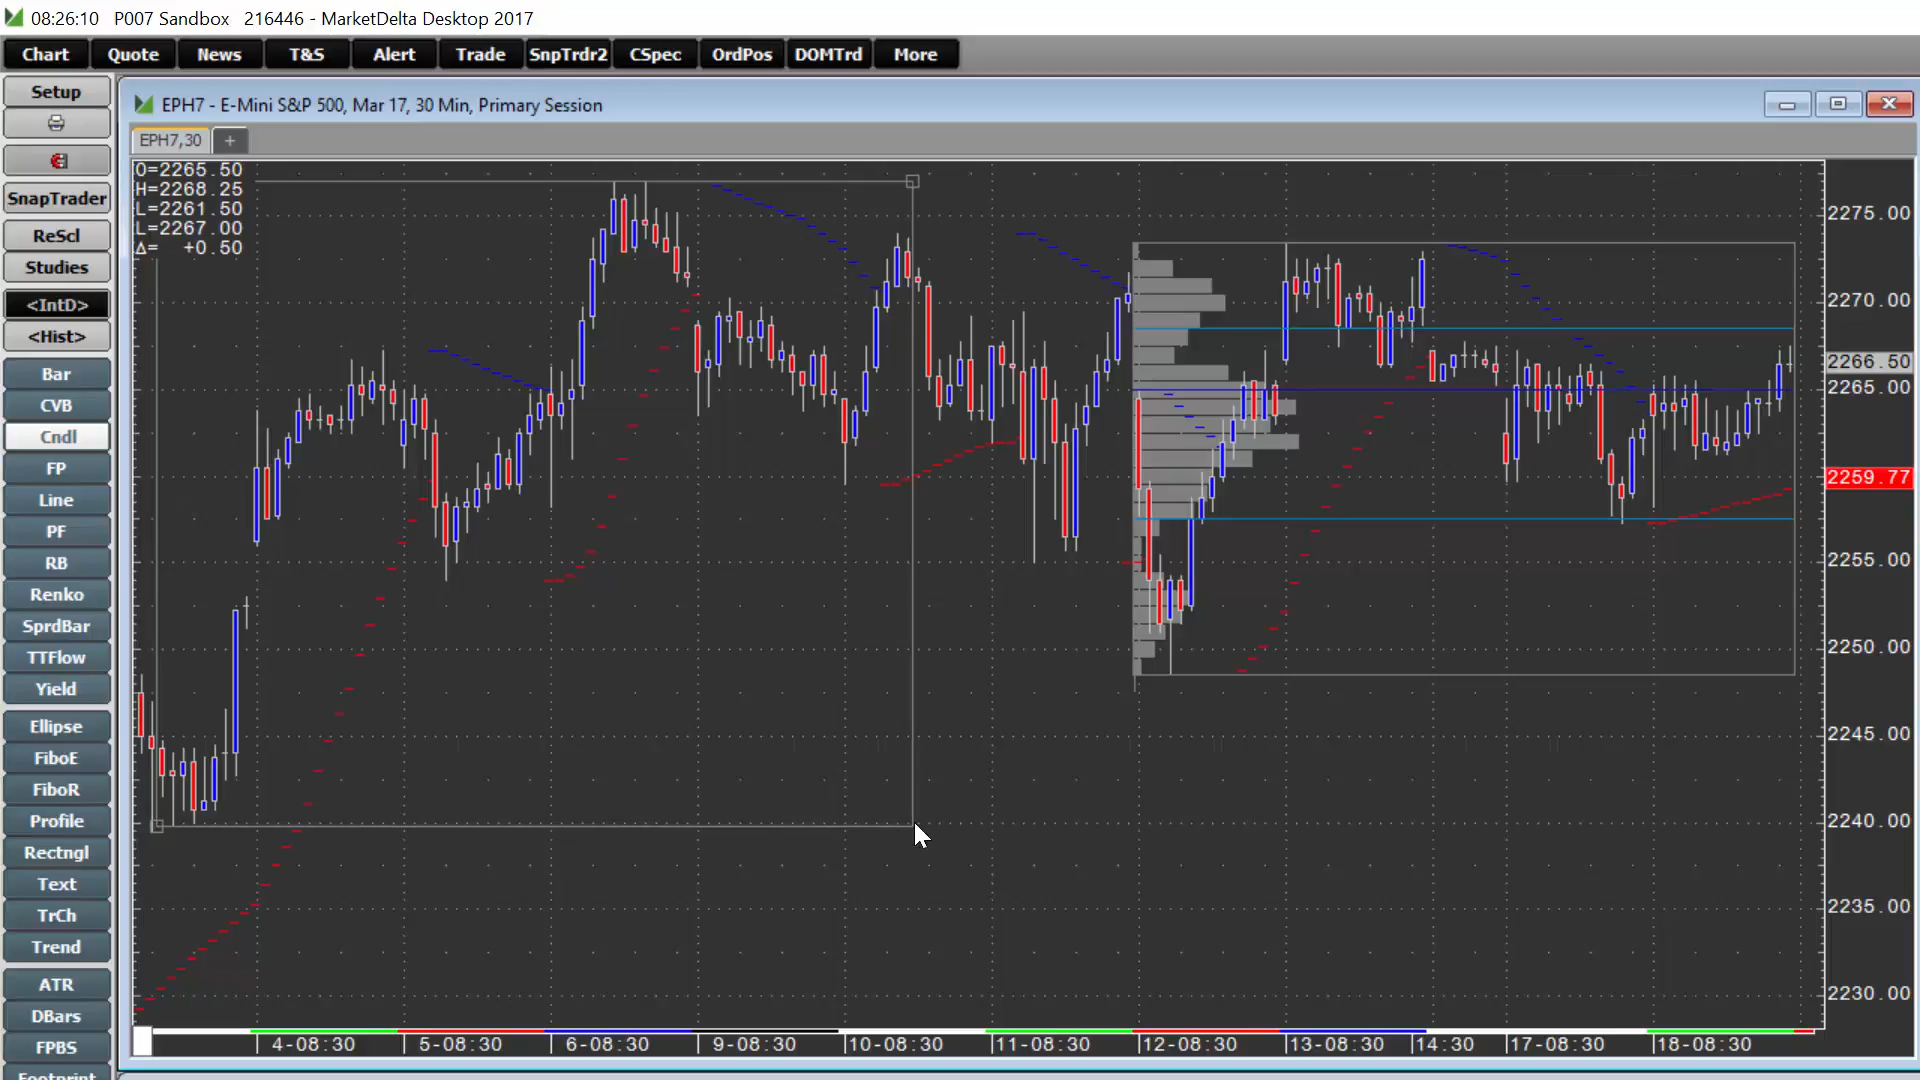 08:26:10 P007 Sandbox 216446 - MarketDelta Desktop 2017
Chart Quote News T&S Alert Trade SnpTrdr2 CSpec OrdPos DOMTrd More
Setup
SnapTrader
ReScl
Studies
<IntD>
<Hist>
Bar
CVB
Cndl
FP
Line
PF
RB
Renko
SprdBar
TTFlow
Yield
Ellipse
FiboE
FiboR
Profile
Rectngl
Text
TrCh
Trend
ATR
DBars
FPBS
Footprint
EPH7 - E-Mini S&P 500, Mar 17, 30 Min, Primary Session
EPH7,30 +
O=2265.50
H=2268.25
L=2261.50
L=2267.00
Δ= +0.50
2275.00
2270.00
2266.50
2265.00
2259.77
2255.00
2250.00
2245.00
2240.00
2235.00
2230.00
4-08:30 5-08:30 6-08:30 9-08:30 10-08:30 11-08:30 12-08:30 13-08:30 14:30 17-08:30 18-08:30